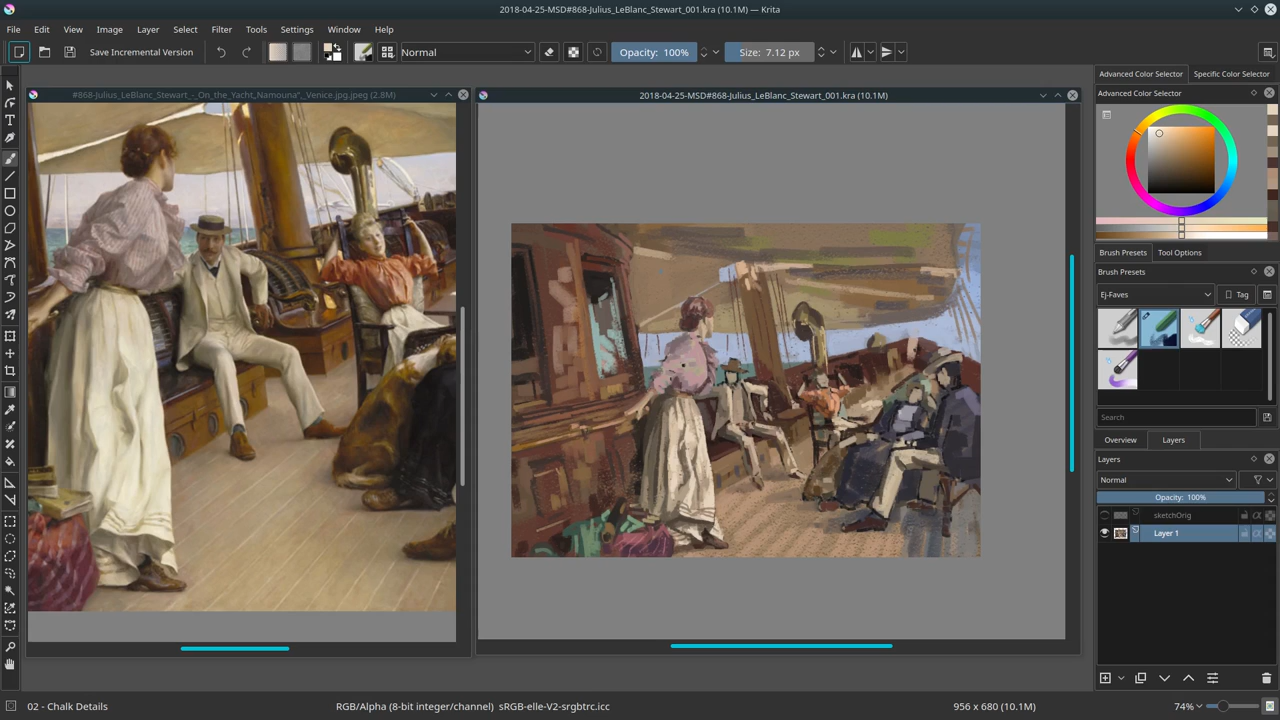 2018-04-25-MSD#868-Julius_LeBlanc_Stewart_001.kra (10.1M) — Krita
File Edit View Image Layer Select Filter Tools Settings Window Help
Save Incremental Version Normal Opacity: 100% Size: 7.12 px
Advanced Color Selector Specific Color Selector
#868-Julius_LeBlanc_Stewart_-_On_the_Yacht_Namouna"_Venice.jpg.jpeg (2.8M)
2018-04-25-MSD#868-Julius_LeBlanc_Stewart_001.kra (10.1M)
Advanced Color Selector
Brush Presets Tool Options
Brush Presets
Ej-Faves Tag
Search
Overview Layers
Layers
Normal
Opacity: 100%
sketchOrig
Layer 1
02 - Chalk Details RGB/Alpha (8-bit integer/channel) sRGB-elle-V2-srgbtrc.icc 956 x 680 (10.1M) 74%